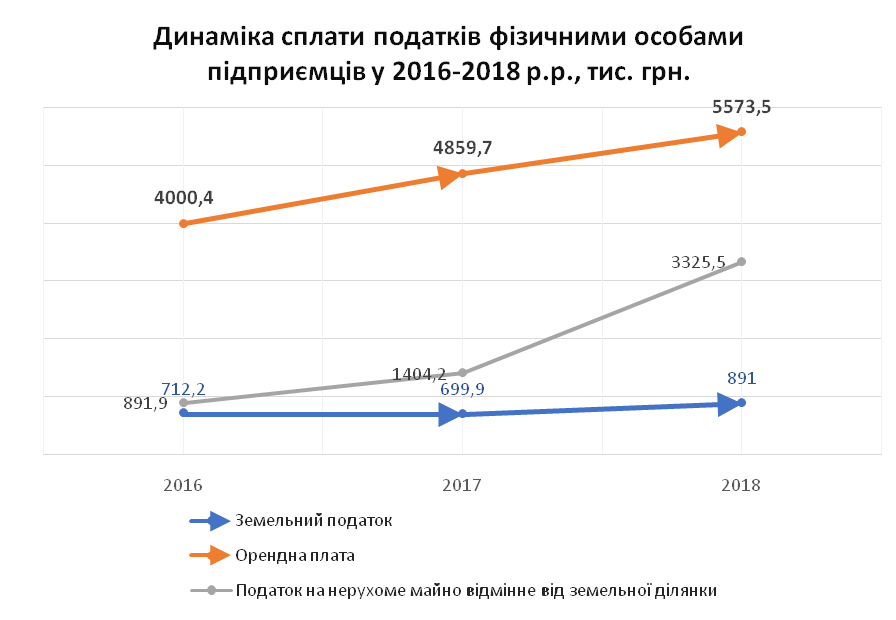 Динаміка сплати податків фізичними особами
підприємців у 2016-2018 р.р., тис. грн.
5573,5
4859,7
4000,4
3325,5
1404,2
712,2
699,9
891
891,9
2016
2017
2018
Земельний податок
Орендна плата
Податок на нерухоме майно відмінне від земельної ділянки